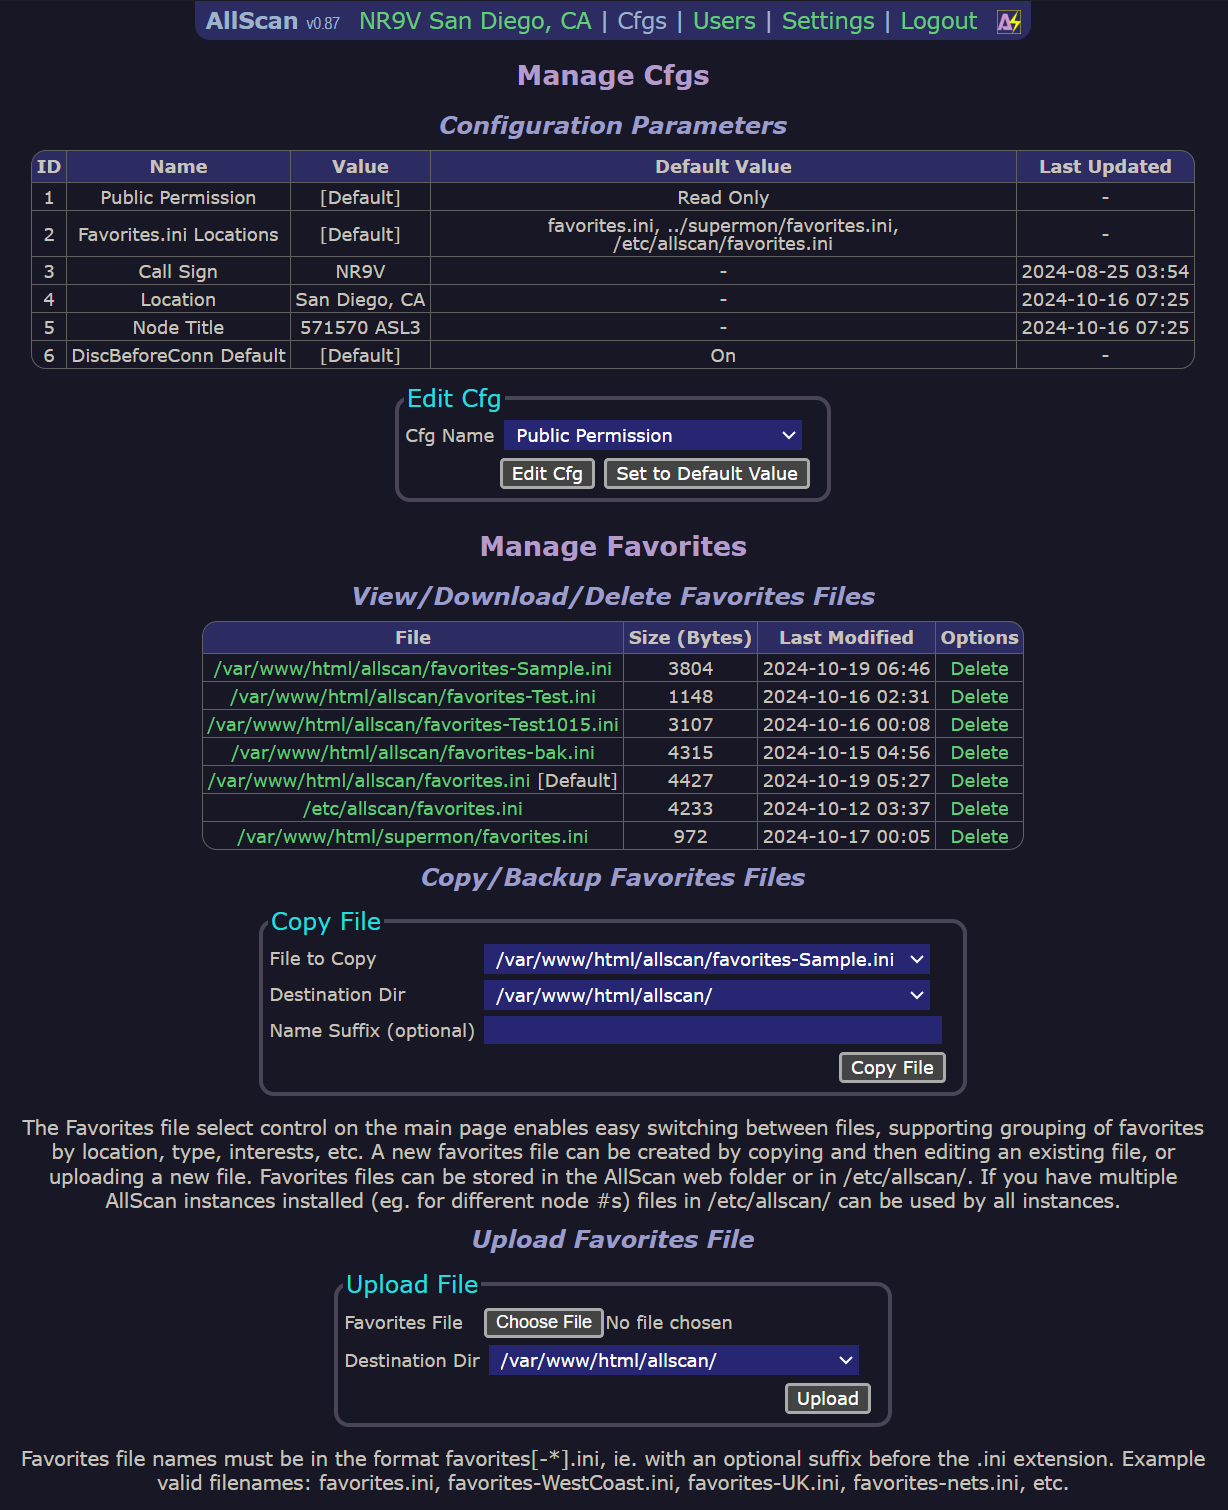 AllScan v0.87 NR9V San Diego, CA | Cfgs | Users | Settings | Logout
Manage Cfgs
Configuration Parameters
ID Name Value Default Value Last Updated
1 Public Permission [Default] Read Only -
2 Favorites.ini Locations [Default] favorites.ini, ../supermon/favorites.ini, -
/etc/allscan/favorites.ini
3 Call Sign NR9V - 2024-08-25 03:54
4 Location San Diego, CA - 2024-10-16 07:25
5 Node Title 571570 ASL3 - 2024-10-16 07:25
6 DiscBeforeConn Default [Default] On -
Edit Cfg
Cfg Name Public Permission
Edit Cfg Set to Default Value
Manage Favorites
View/Download/Delete Favorites Files
File Size (Bytes) Last Modified Options
/var/www/html/allscan/favorites-Sample.ini 3804 2024-10-19 06:46 Delete
/var/www/html/allscan/favorites-Test.ini 1148 2024-10-16 02:31 Delete
/var/www/html/allscan/favorites-Test1015.ini 3107 2024-10-16 00:08 Delete
/var/www/html/allscan/favorites-bak.ini 4315 2024-10-15 04:56 Delete
/var/www/html/allscan/favorites.ini [Default] 4427 2024-10-19 05:27 Delete
/etc/allscan/favorites.ini 4233 2024-10-12 03:37 Delete
/var/www/html/supermon/favorites.ini 972 2024-10-17 00:05 Delete
Copy/Backup Favorites Files
Copy File
File to Copy /var/www/html/allscan/favorites-Sample.ini
Destination Dir /var/www/html/allscan/
Name Suffix (optional)
Copy File
The Favorites file select control on the main page enables easy switching between files, supporting grouping of favorites
by location, type, interests, etc. A new favorites file can be created by copying and then editing an existing file, or
uploading a new file. Favorites files can be stored in the AllScan web folder or in /etc/allscan/. If you have multiple
AllScan instances installed (eg. for different node #s) files in /etc/allscan/ can be used by all instances.
Upload Favorites File
Upload File
Favorites File Choose File No file chosen
Destination Dir /var/www/html/allscan/
Upload
Favorites file names must be in the format favorites[-*].ini, ie. with an optional suffix before the .ini extension. Example
valid filenames: favorites.ini, favorites-WestCoast.ini, favorites-UK.ini, favorites-nets.ini, etc.